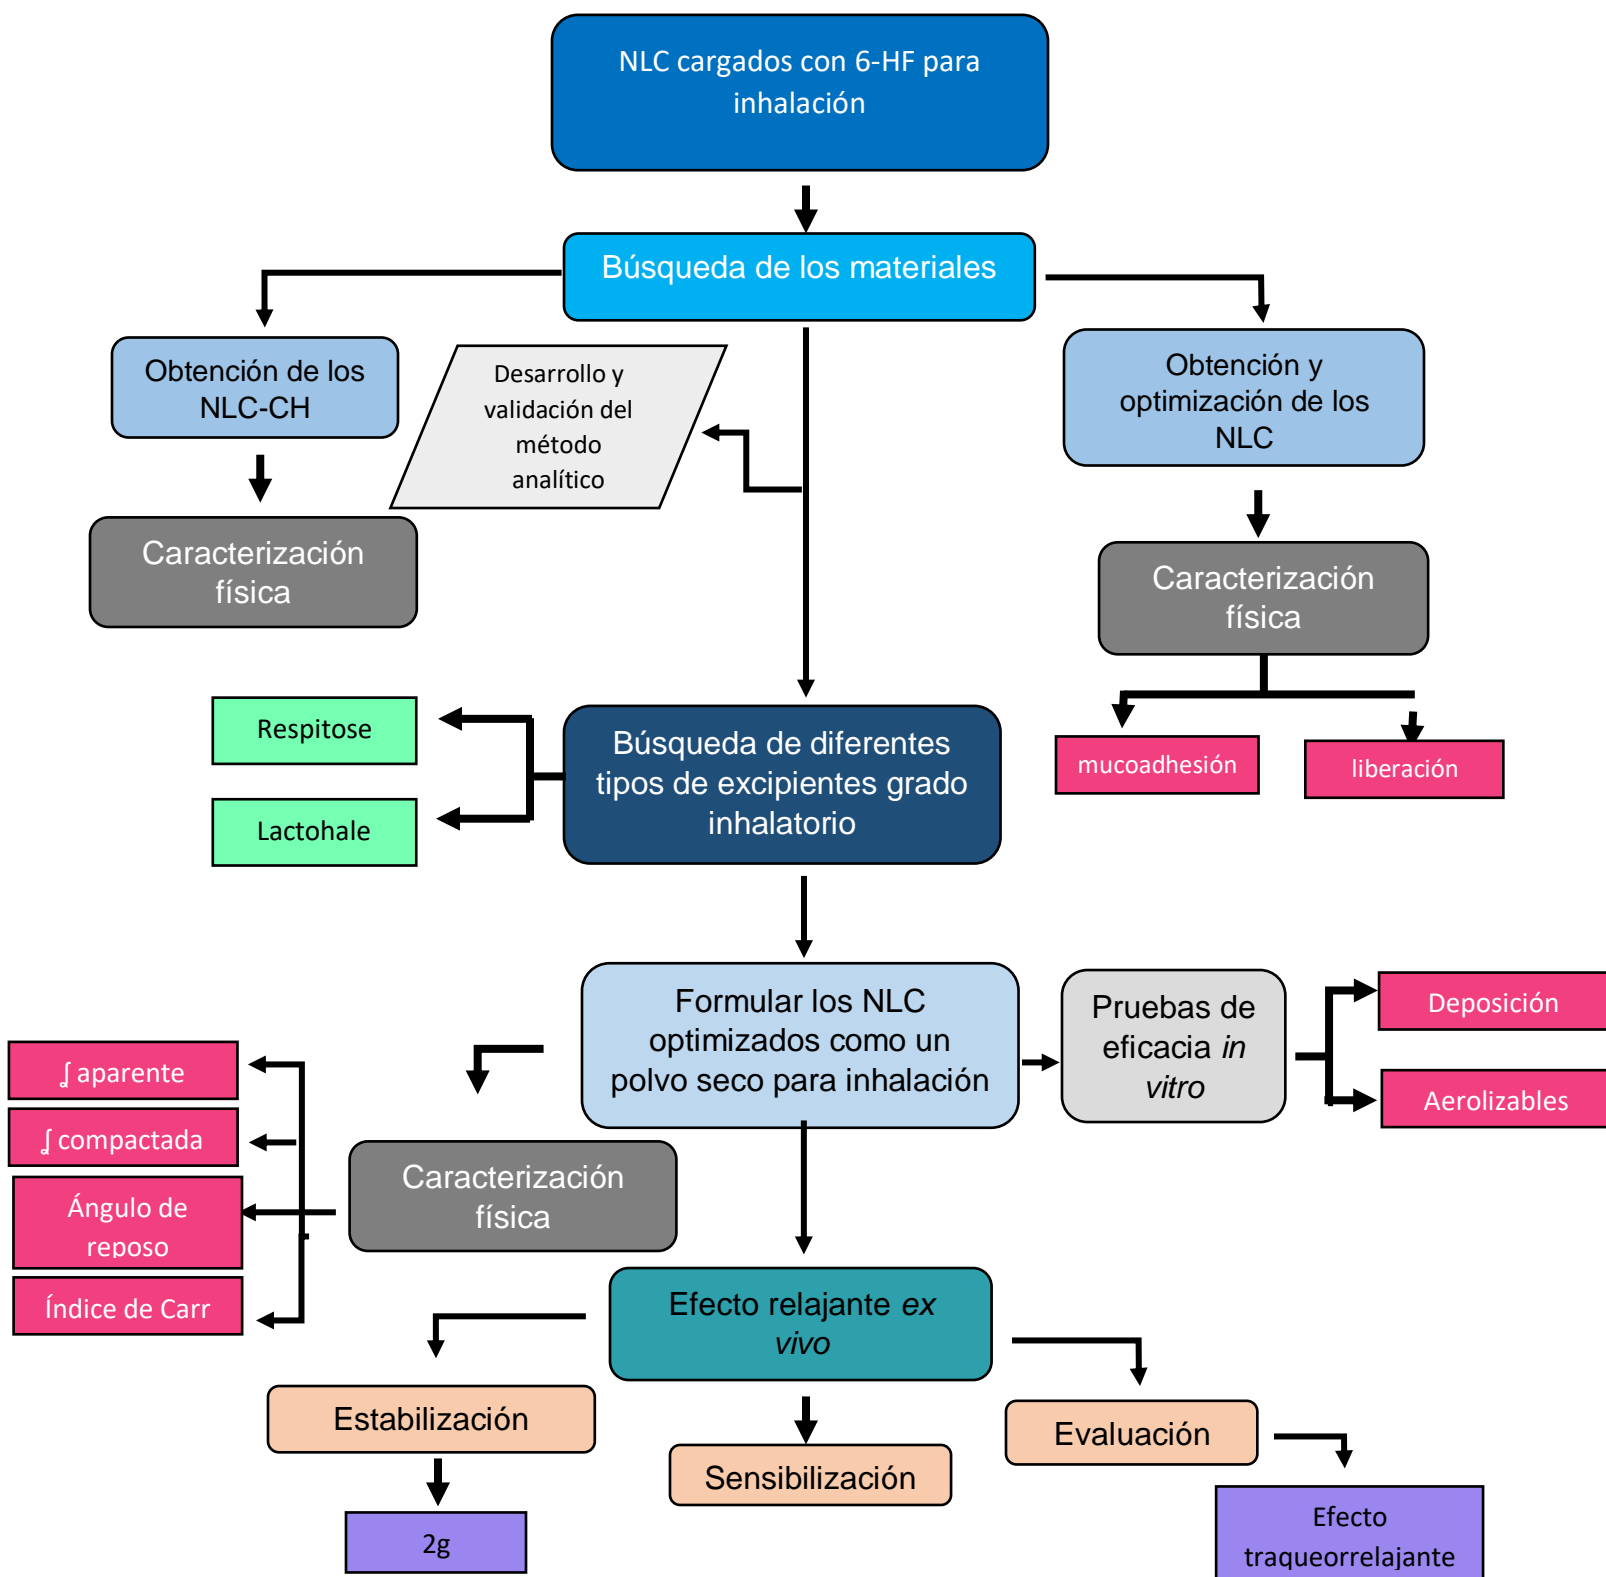 NLC cargados con 6-HF para
inhalación
Búsqueda de los materiales
Obtención de los
NLC-CH
Desarrollo y
validación del
método
analítico
Obtención y
optimización de los
NLC
Caracterización
física
Caracterización
física
mucoadhesión
liberación
Respitose
Lactohale
Búsqueda de diferentes
tipos de excipientes grado
inhalatorio
Formular los NLC
optimizados como un
polvo seco para inhalación
Pruebas de
eficacia in
vitro
Deposición
Aerolizables
ʆ aparente
ʆ compactada
Ángulo de
reposo
Índice de Carr
Caracterización
física
Efecto relajante ex
vivo
Estabilización
Sensibilización
Evaluación
2g
Efecto
traqueorrelajante